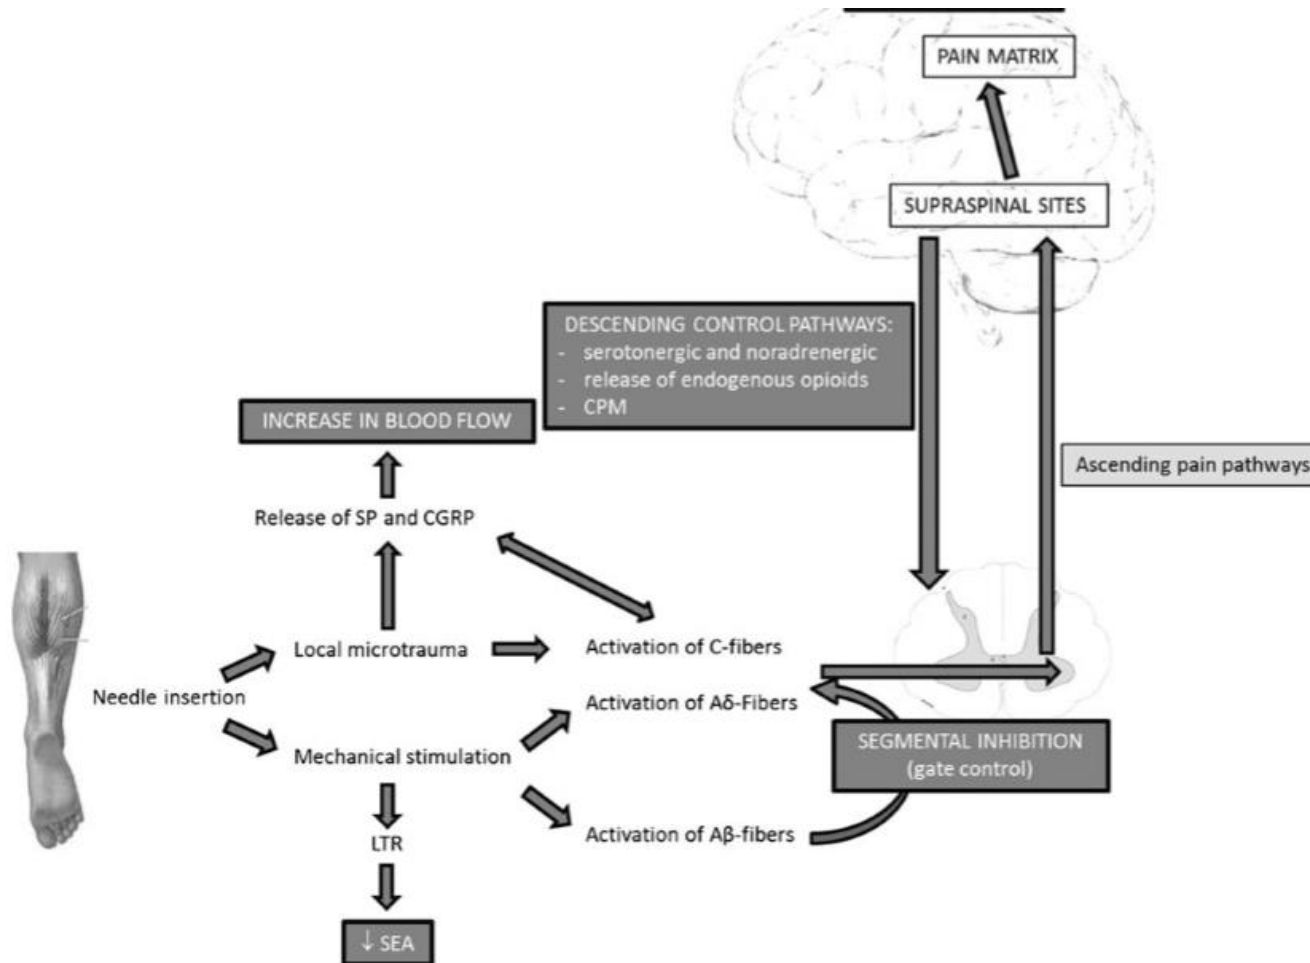 PAIN MATRIX
SUPRASPINAL SITES
DESCENDING CONTROL PATHWAYS:
- serotonergic and noradrenergic
- release of endogenous opioids
- CPM
INCREASE IN BLOOD FLOW
Ascending pain pathways
Release of SP and CGRP
Local microtrauma
Activation of C-fibers
Needle insertion
Activation of Aδ-Fibers
Mechanical stimulation
SEGMENTAL INHIBITION
(gate control)
Activation of Aβ-fibers
LTR
↓ SEA